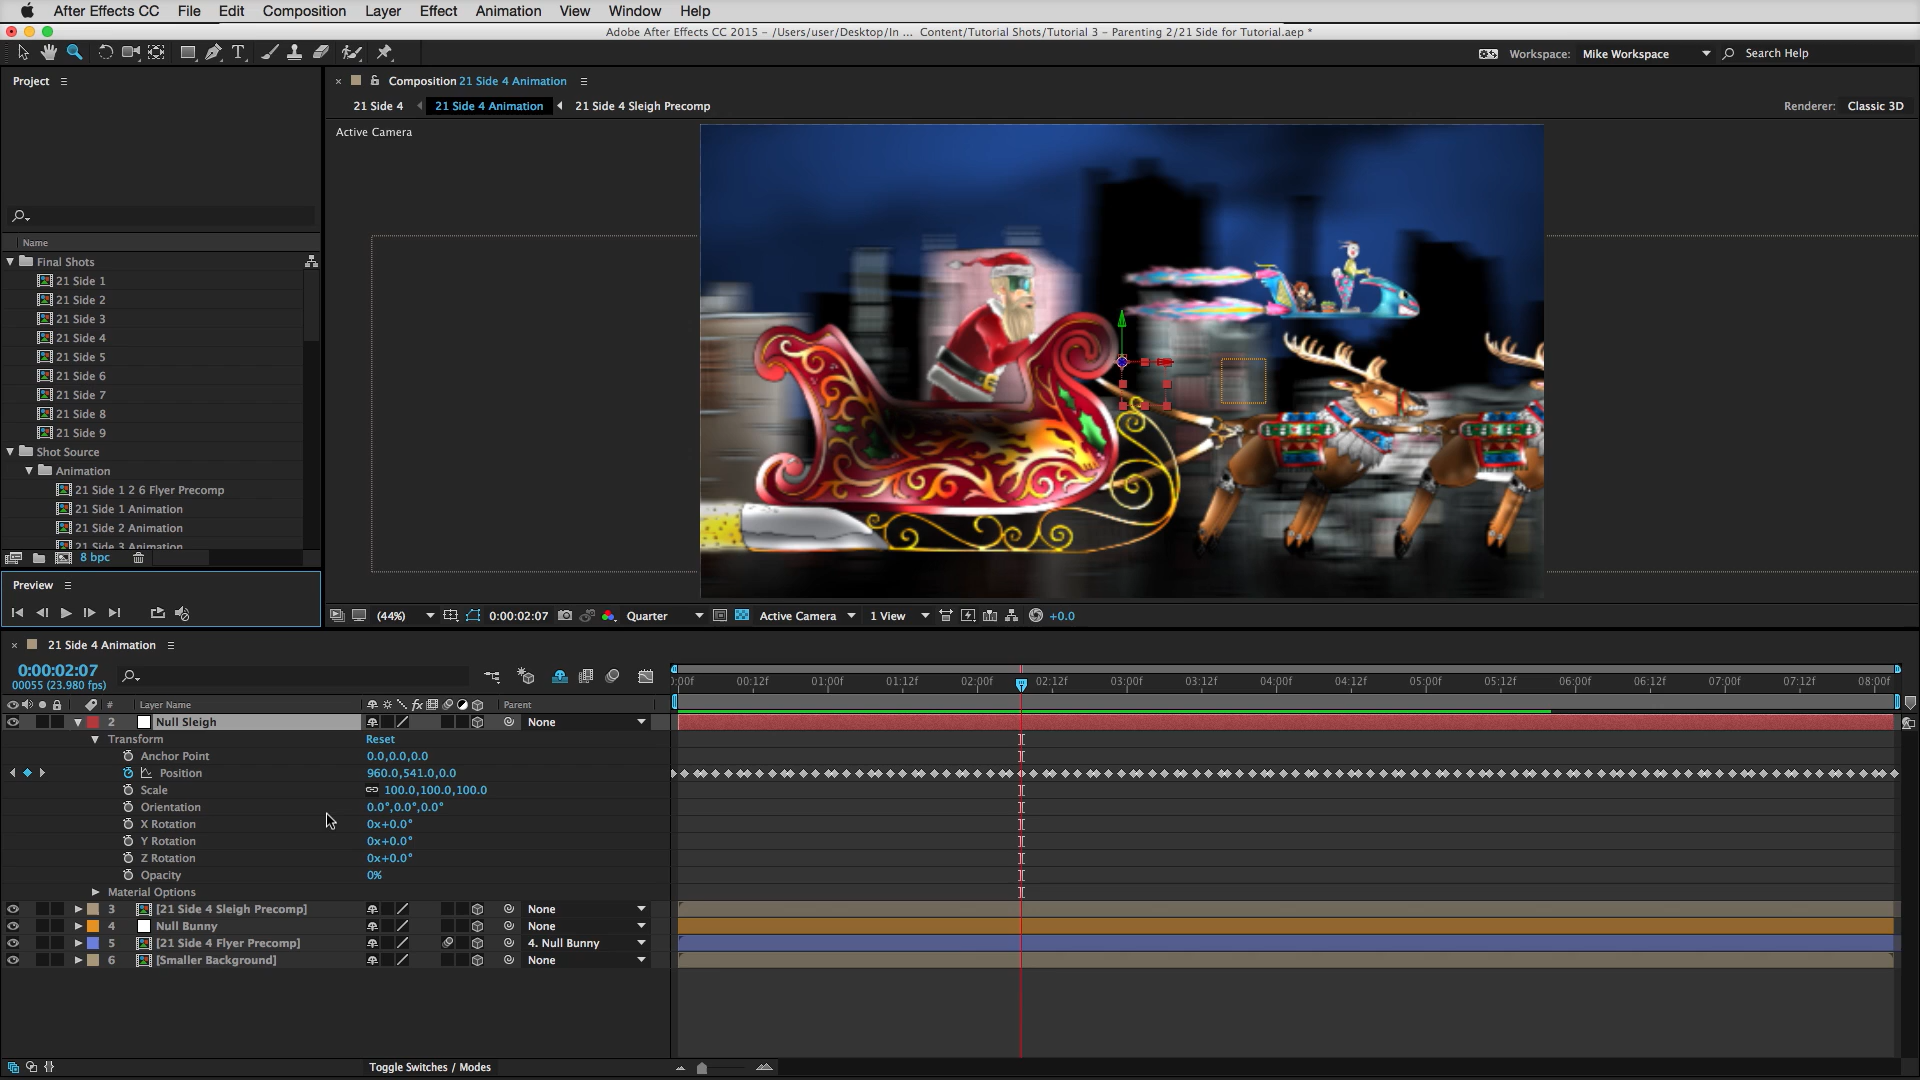 After Effects CC File Edit Composition Layer Effect Animation View Window Help
Adobe After Effects CC 2015 – /Users/user/Desktop/In ... Content/Tutorial Shots/Tutorial 3 - Parenting 2/21 Side for Tutorial.aep *
Workspace: Mike Workspace Search Help
Project
Composition 21 Side 4 Animation
21 Side 4 21 Side 4 Animation 21 Side 4 Sleigh Precomp Renderer: Classic 3D
Active Camera
Name
Final Shots
21 Side 1
21 Side 2
21 Side 3
21 Side 4
21 Side 5
21 Side 6
21 Side 7
21 Side 8
21 Side 9
Shot Source
Animation
21 Side 1 2 6 Flyer Precomp
21 Side 1 Animation
21 Side 2 Animation
21 Side 3 Animation
8 bpc
Preview
(44%) 0:00:02:07 Quarter Active Camera 1 View +0.0
21 Side 4 Animation
0:00:02:07
00055 (23.980 fps)
:00f 00:12f 01:00f 01:12f 02:00f 02:12f 03:00f 03:12f 04:00f 04:12f 05:00f 05:12f 06:00f 06:12f 07:00f 07:12f 08:00f
# Layer Name fx Parent
2 Null Sleigh None
Transform Reset
Anchor Point 0.0,0.0,0.0
Position 960.0,541.0,0.0
Scale 100.0,100.0,100.0
Orientation 0.0°,0.0°,0.0°
X Rotation 0x+0.0°
Y Rotation 0x+0.0°
Z Rotation 0x+0.0°
Opacity 0%
Material Options
3 [21 Side 4 Sleigh Precomp] None
4 Null Bunny None
5 [21 Side 4 Flyer Precomp] 4. Null Bunny
6 [Smaller Background] None
Toggle Switches / Modes